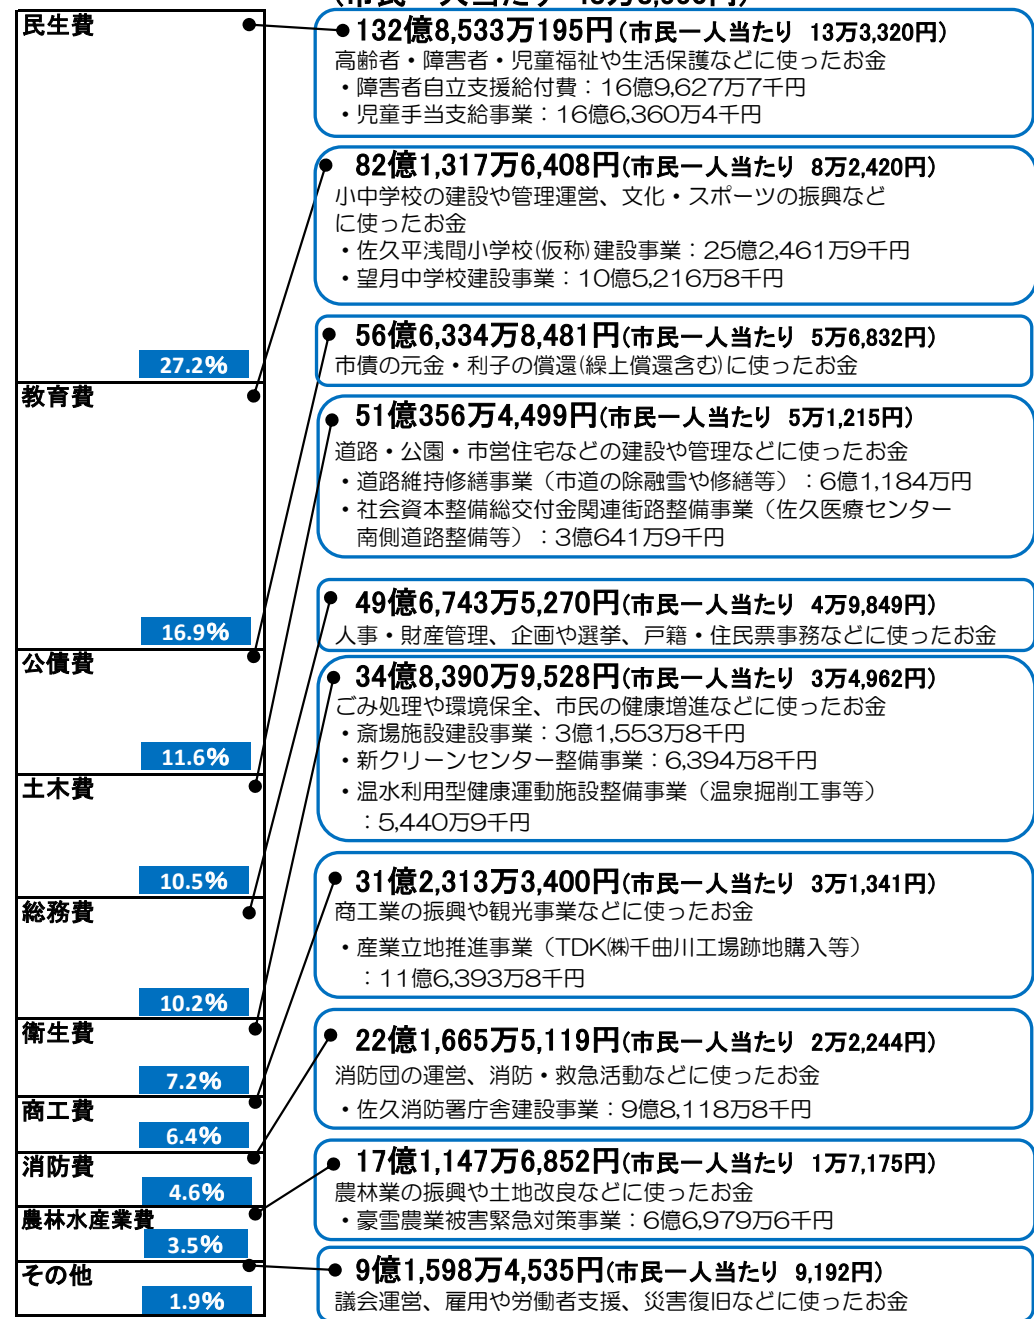 民生費
132億8,533万195円(市民一人当たり 13万3,320円)
高齢者・障害者・児童福祉や生活保護などに使ったお金
・障害者自立支援給付費：16億9,627万7千円
・児童手当支給事業：16億6,360万4千円
27.2%
教育費
82億1,317万6,408円(市民一人当たり 8万2,420円)
小中学校の建設や管理運営、文化・スポーツの振興など
に使ったお金
・佐久平浅間小学校(仮称)建設事業：25億2,461万9千円
・望月中学校建設事業：10億5,216万8千円
16.9%
公債費
56億6,334万8,481円(市民一人当たり 5万6,832円)
市債の元金・利子の償還(繰上償還含む)に使ったお金
11.6%
土木費
51億356万4,499円(市民一人当たり 5万1,215円)
道路・公園・市営住宅などの建設や管理などに使ったお金
・道路維持修繕事業（市道の除融雪や修繕等）：6億1,184万円
・社会資本整備総交付金関連街路整備事業（佐久医療センター
南側道路整備等）：3億641万9千円
10.5%
総務費
49億6,743万5,270円(市民一人当たり 4万9,849円)
人事・財産管理、企画や選挙、戸籍・住民票事務などに使ったお金
10.2%
衛生費
34億8,390万9,528円(市民一人当たり 3万4,962円)
ごみ処理や環境保全、市民の健康増進などに使ったお金
・斎場施設建設事業：3億1,553万8千円
・新クリーンセンター整備事業：6,394万8千円
・温水利用型健康運動施設整備事業（温泉掘削工事等）
：5,440万9千円
7.2%
商工費
31億2,313万3,400円(市民一人当たり 3万1,341円)
商工業の振興や観光事業などに使ったお金
・産業立地推進事業（TDK㈱千曲川工場跡地購入等）
：11億6,393万8千円
6.4%
消防費
22億1,665万5,119円(市民一人当たり 2万2,244円)
消防団の運営、消防・救急活動などに使ったお金
・佐久消防署庁舎建設事業：9億8,118万8千円
4.6%
農林水産業費
17億1,147万6,852円(市民一人当たり 1万7,175円)
農林業の振興や土地改良などに使ったお金
・豪雪農業被害緊急対策事業：6億6,979万6千円
3.5%
その他
9億1,598万4,535円(市民一人当たり 9,192円)
議会運営、雇用や労働者支援、災害復旧などに使ったお金
1.9%